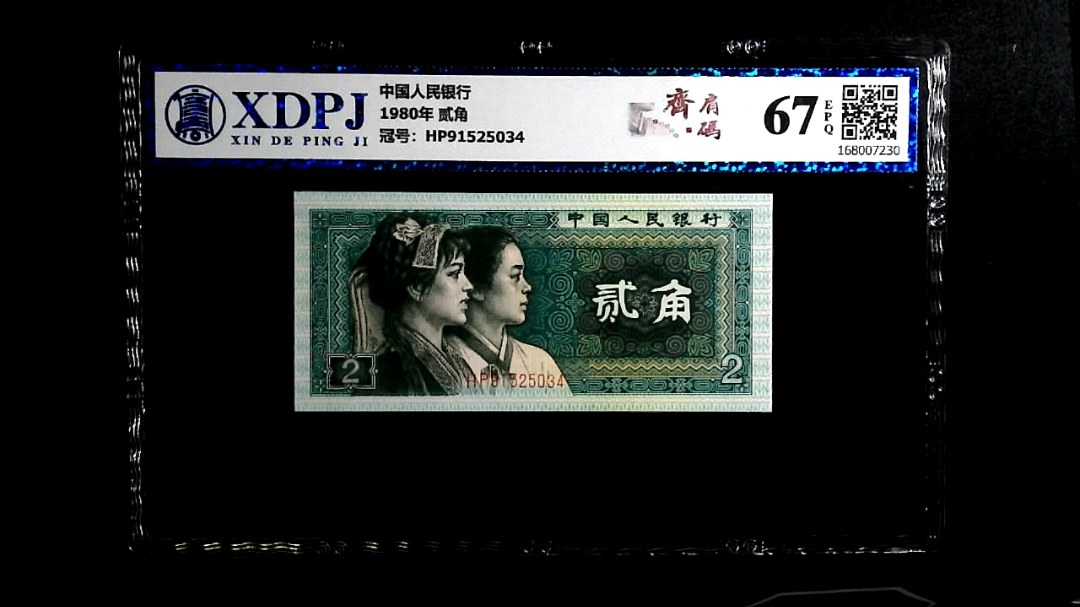 XDPJ
XIN DE PING JI
中国人民银行
1980年 贰角
冠号：HP91525034
齊肩
碼
67
EPQ
168007230
中国人民银行
贰角
2
2
HP91525034